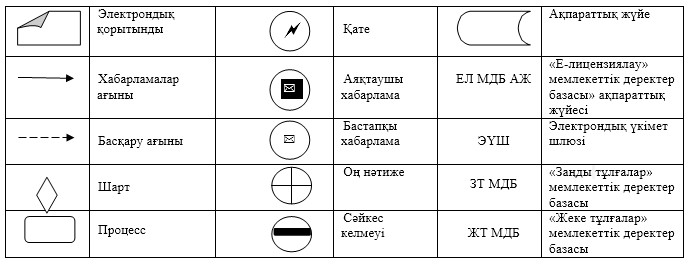 Электрондық
қорытынды
Қате
Ақпараттық жүйе
Хабарламалар
ағыны
Аяқтаушы
хабарлама
ЕЛ МДБ АЖ
«Е-лицензиялау»
мемлекеттік деректер
базасы» ақпараттық
жүйесі
Басқару ағыны
Бастапқы
хабарлама
ЭҮШ
Электрондық үкімет
шлюзі
Шарт
Оң нәтиже
ЗТ МДБ
«Заңды тұлғалар»
мемлекеттік деректер
базасы
Процесс
Сәйкес
келмеуі
ЖТ МДБ
«Жеке тұлғалар»
мемлекеттік деректер
базасы